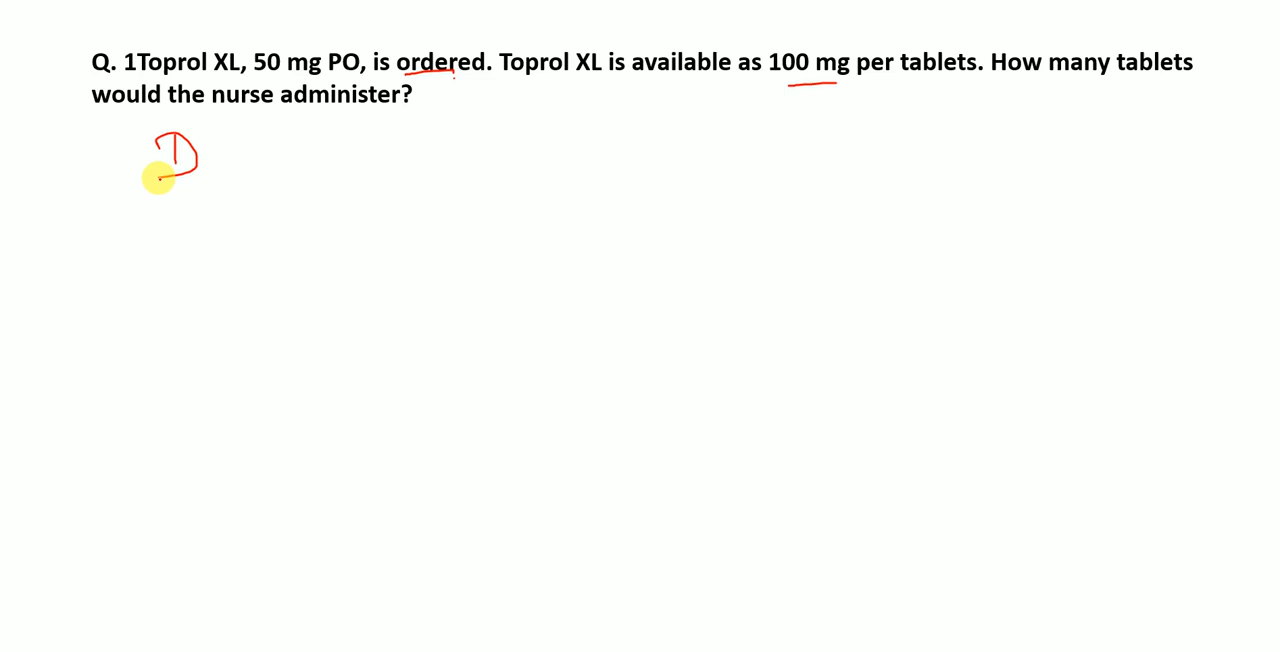 Q. 1Toprol XL, 50 mg PO, is ordered. Toprol XL is available as 100 mg per tablets. How many tablets
would the nurse administer?
D